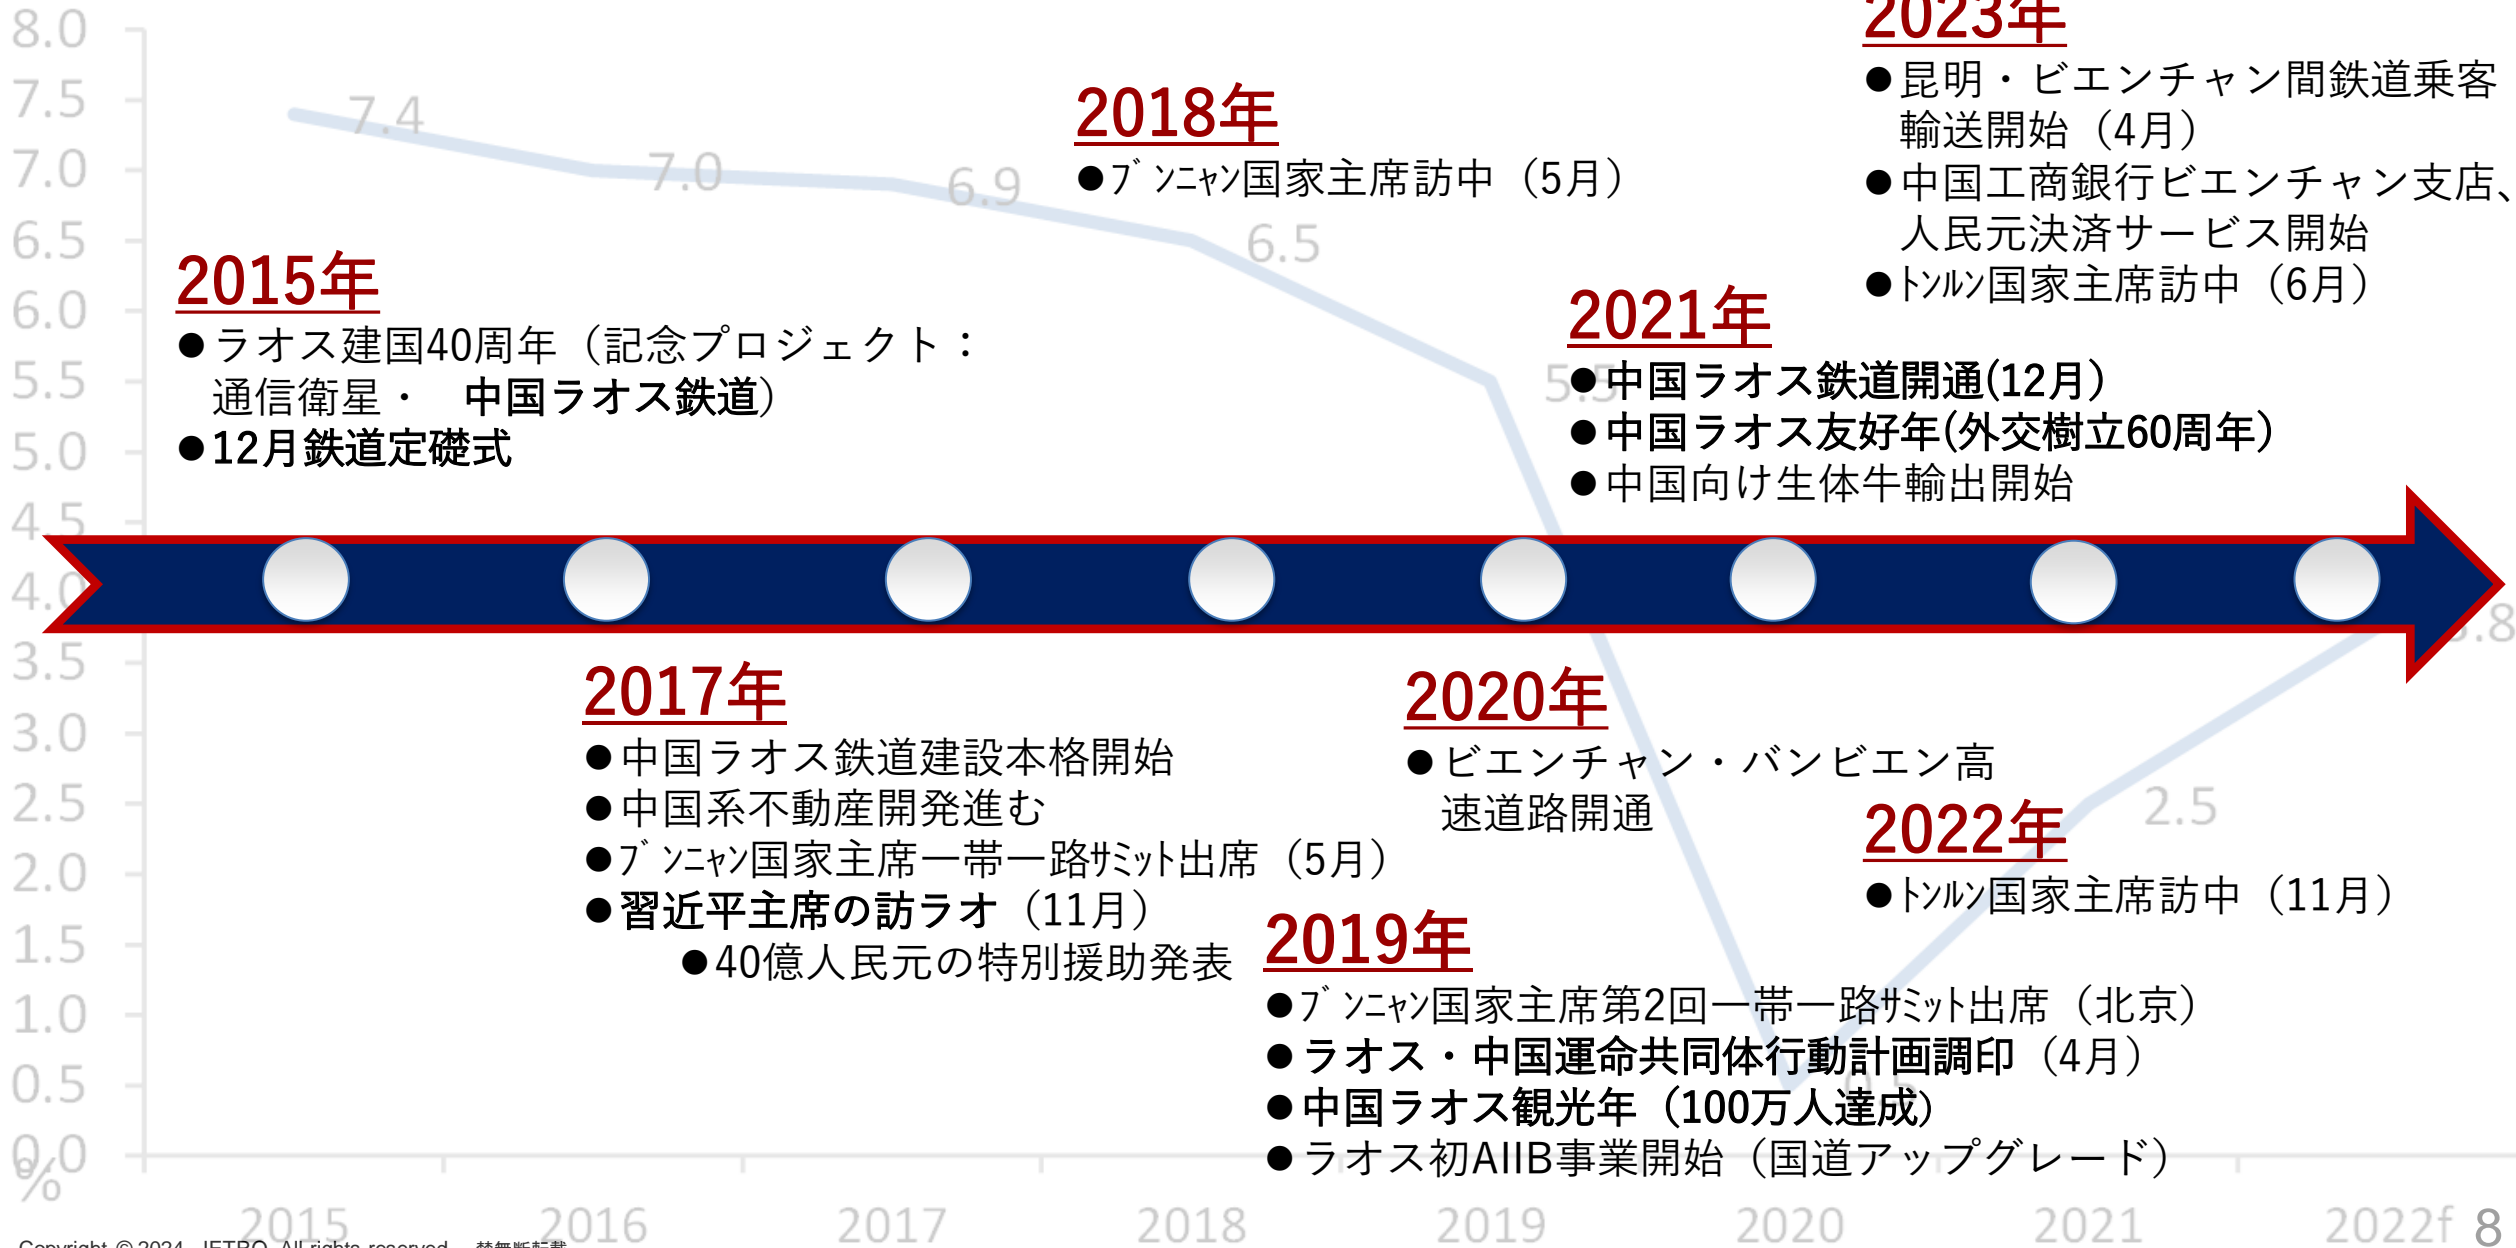 8.0
7.5
7.0
6.5
6.0
5.5
5.0
4.5
4.0
3.5
3.0
2.5
2.0
1.5
1.0
0.5
0.0
%
7.4
7.0
6.9
6.5
5.5
0.5
2.5
2015年
●ラオス建国40周年（記念プロジェクト：
通信衛星・　中国ラオス鉄道）
●12月鉄道定礎式
2018年
●ﾌﾞﾝﾆｬﾝ国家主席訪中（5月）
2023年
●昆明・ビエンチャン間鉄道乗客
輸送開始（4月）
●中国工商銀行ビエンチャン支店、
人民元決済サービス開始
●ﾄﾝﾙﾝ国家主席訪中（6月）
2021年
●中国ラオス鉄道開通(12月）
●中国ラオス友好年(外交樹立60周年）
●中国向け生体牛輸出開始
2017年
●中国ラオス鉄道建設本格開始
●中国系不動産開発進む
●ﾌﾞﾝﾆｬﾝ国家主席一帯一路ｻﾐｯﾄ出席（5月）
●習近平主席の訪ラオ（11月）
●40億人民元の特別援助発表
2020年
●ビエンチャン・バンビエン高
速道路開通
2022年
●ﾄﾝﾙﾝ国家主席訪中（11月）
2019年
●ﾌﾞﾝﾆｬﾝ国家主席第2回一帯一路ｻﾐｯﾄ出席（北京）
●ラオス・中国運命共同体行動計画調印（4月）
●中国ラオス観光年（100万人達成）
●ラオス初AIIB事業開始（国道アップグレード）
2015
2016
2017
2018
2019
2020
2021
2022f
8
Copyright © 2024 JETRO. All rights reserved. 禁無断転載